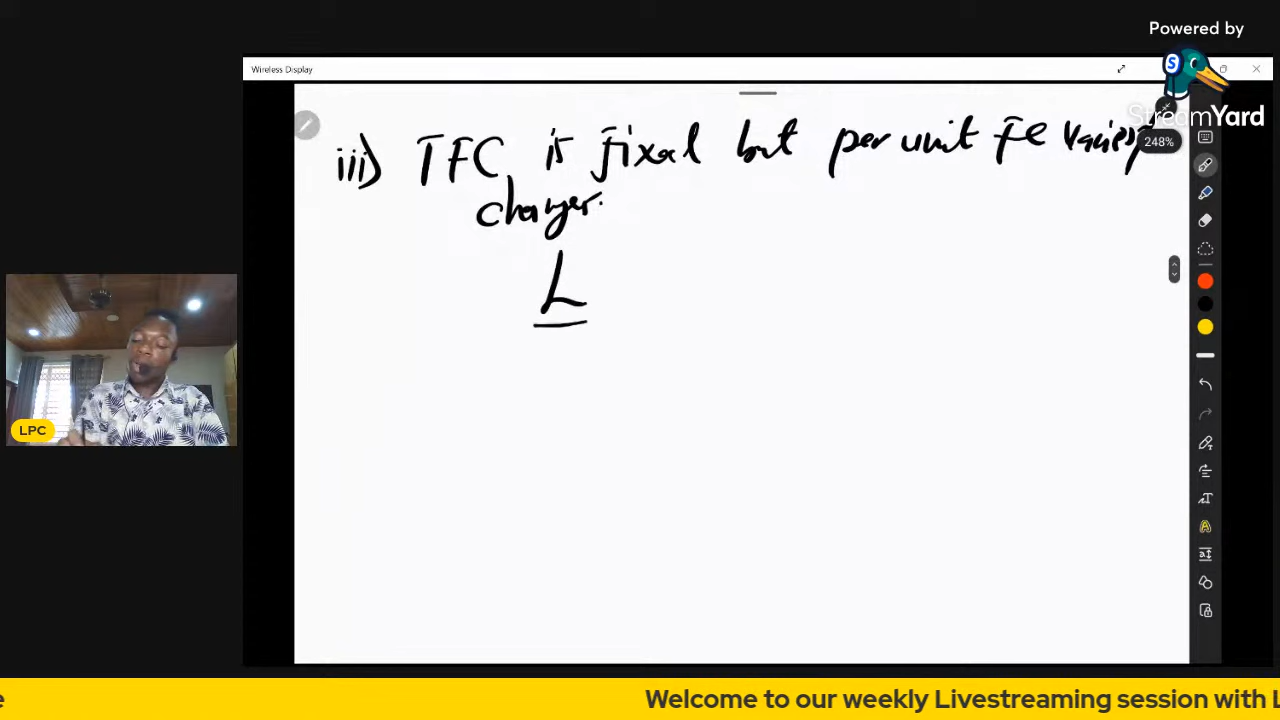 Powered by
StreamYard
Wireless Display
248%
iii) TFC is fixed but per unit FC varies/
changes.
L
LPC
e
Welcome to our weekly Livestreaming session with L